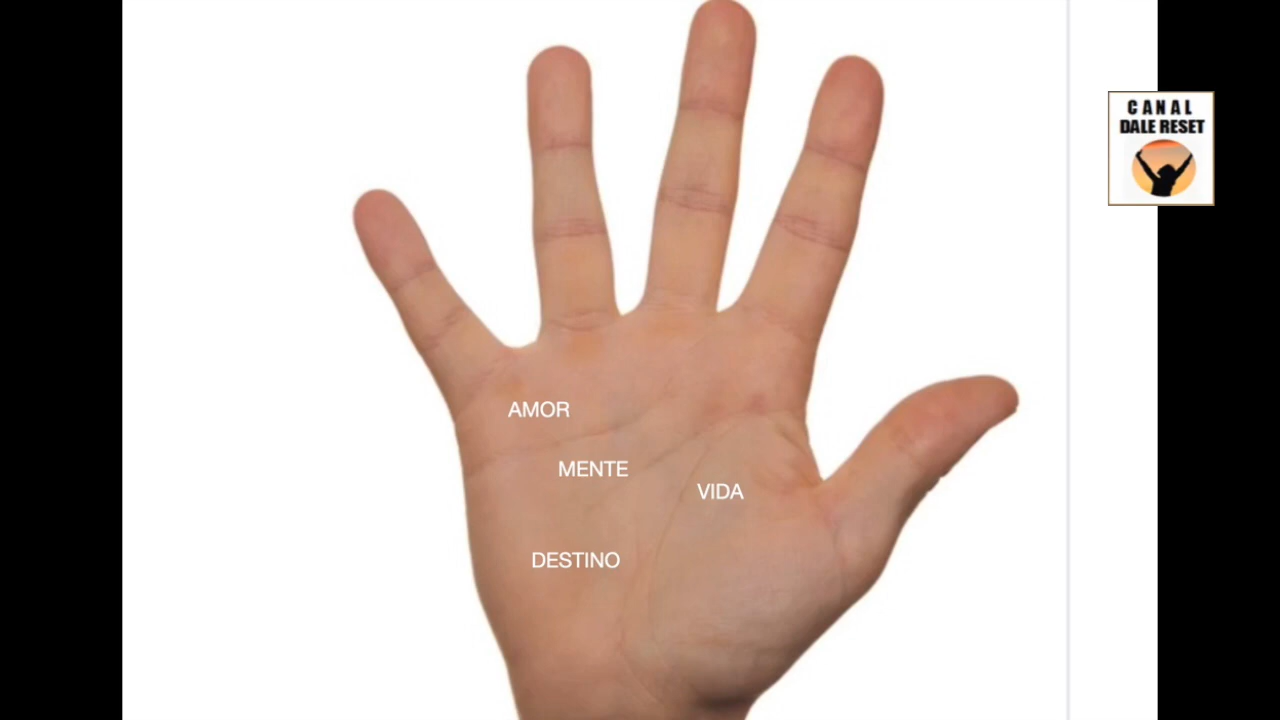 CANAL
DALE RESET
AMOR
MENTE
VIDA
DESTINO